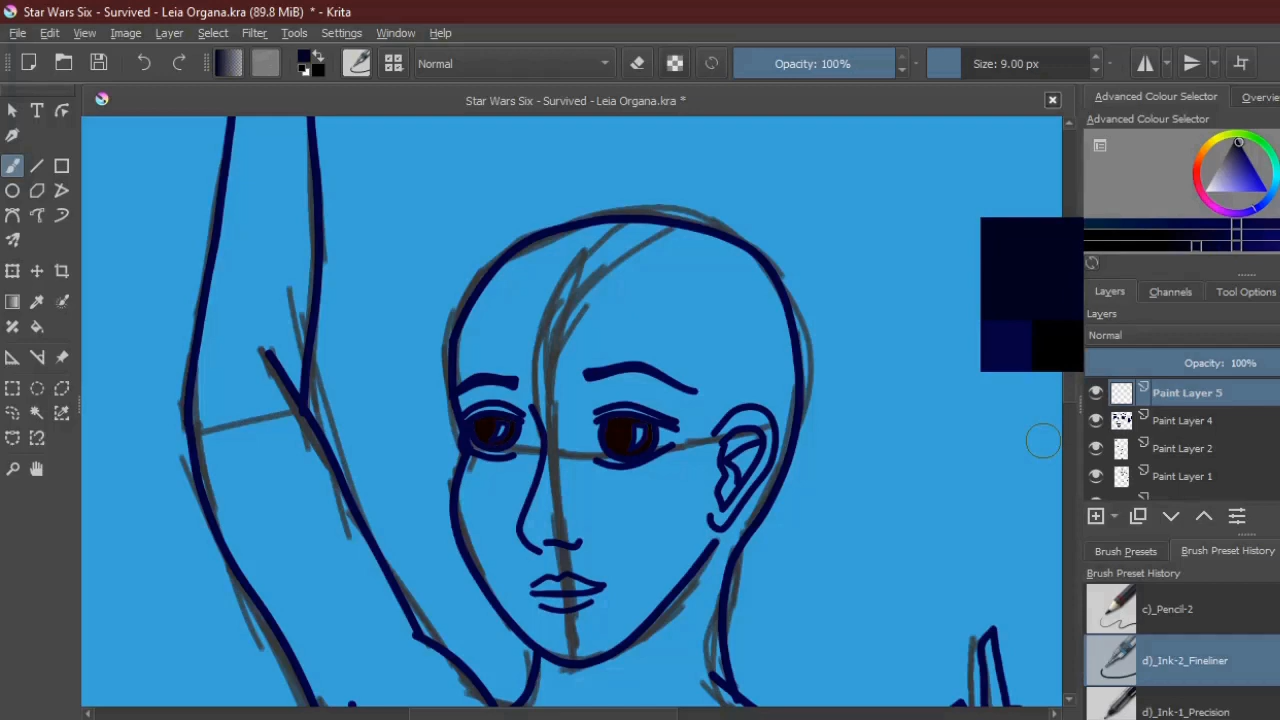 Star Wars Six - Survived - Leia Organa.kra (89.8 MiB) * - Krita
File Edit View Image Layer Select Filter Tools Settings Window Help
Normal
Opacity: 100%
Size: 9.00 px
Star Wars Six - Survived - Leia Organa.kra *
Advanced Colour Selector
Overvie
Advanced Colour Selector
Layers Channels Tool Options
Layers
Normal
Opacity: 100%
Paint Layer 5
Paint Layer 4
Paint Layer 2
Paint Layer 1
Brush Presets Brush Preset History
Brush Preset History
c)_Pencil-2
d)_Ink-2_Fineliner
d)_Ink-1_Precision